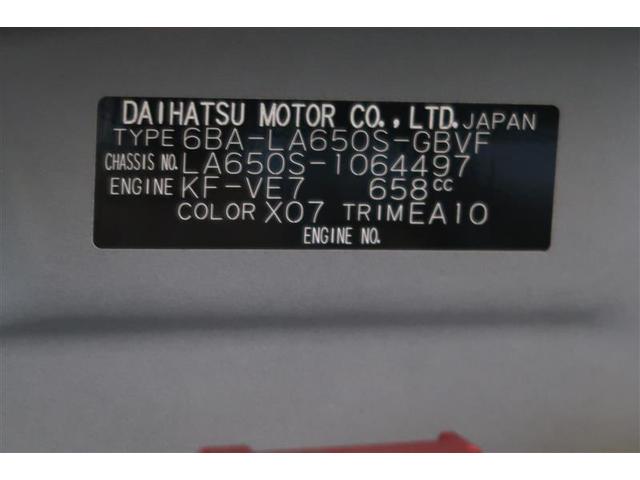 DAIHATSU MOTOR CO., LTD. JAPAN
TYPE 6BA-LA650S-GBVF
CHASSIS NO. LA650S-1064497
ENGINE KF-VE7 658cc
COLOR X07 TRIM EA10
ENGINE NO.